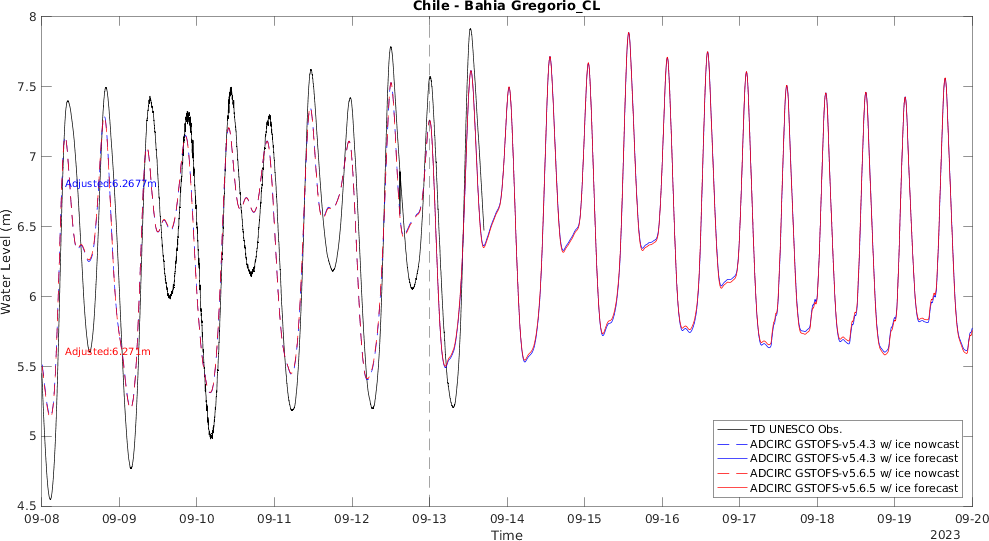 Chile - Bahia Gregorio_CL
8
7.5
7
6.5
6
5.5
5
4.5
Water Level (m)
Adjusted:6.2677m
Adjusted:6.271m
TD UNESCO Obs.
ADCIRC GSTOFS-v5.4.3 w/ ice nowcast
ADCIRC GSTOFS-v5.4.3 w/ ice forecast
ADCIRC GSTOFS-v5.6.5 w/ ice nowcast
ADCIRC GSTOFS-v5.6.5 w/ ice forecast
09-08 09-09 09-10 09-11 09-12 09-13 09-14 09-15 09-16 09-17 09-18 09-19 09-20
Time
2023